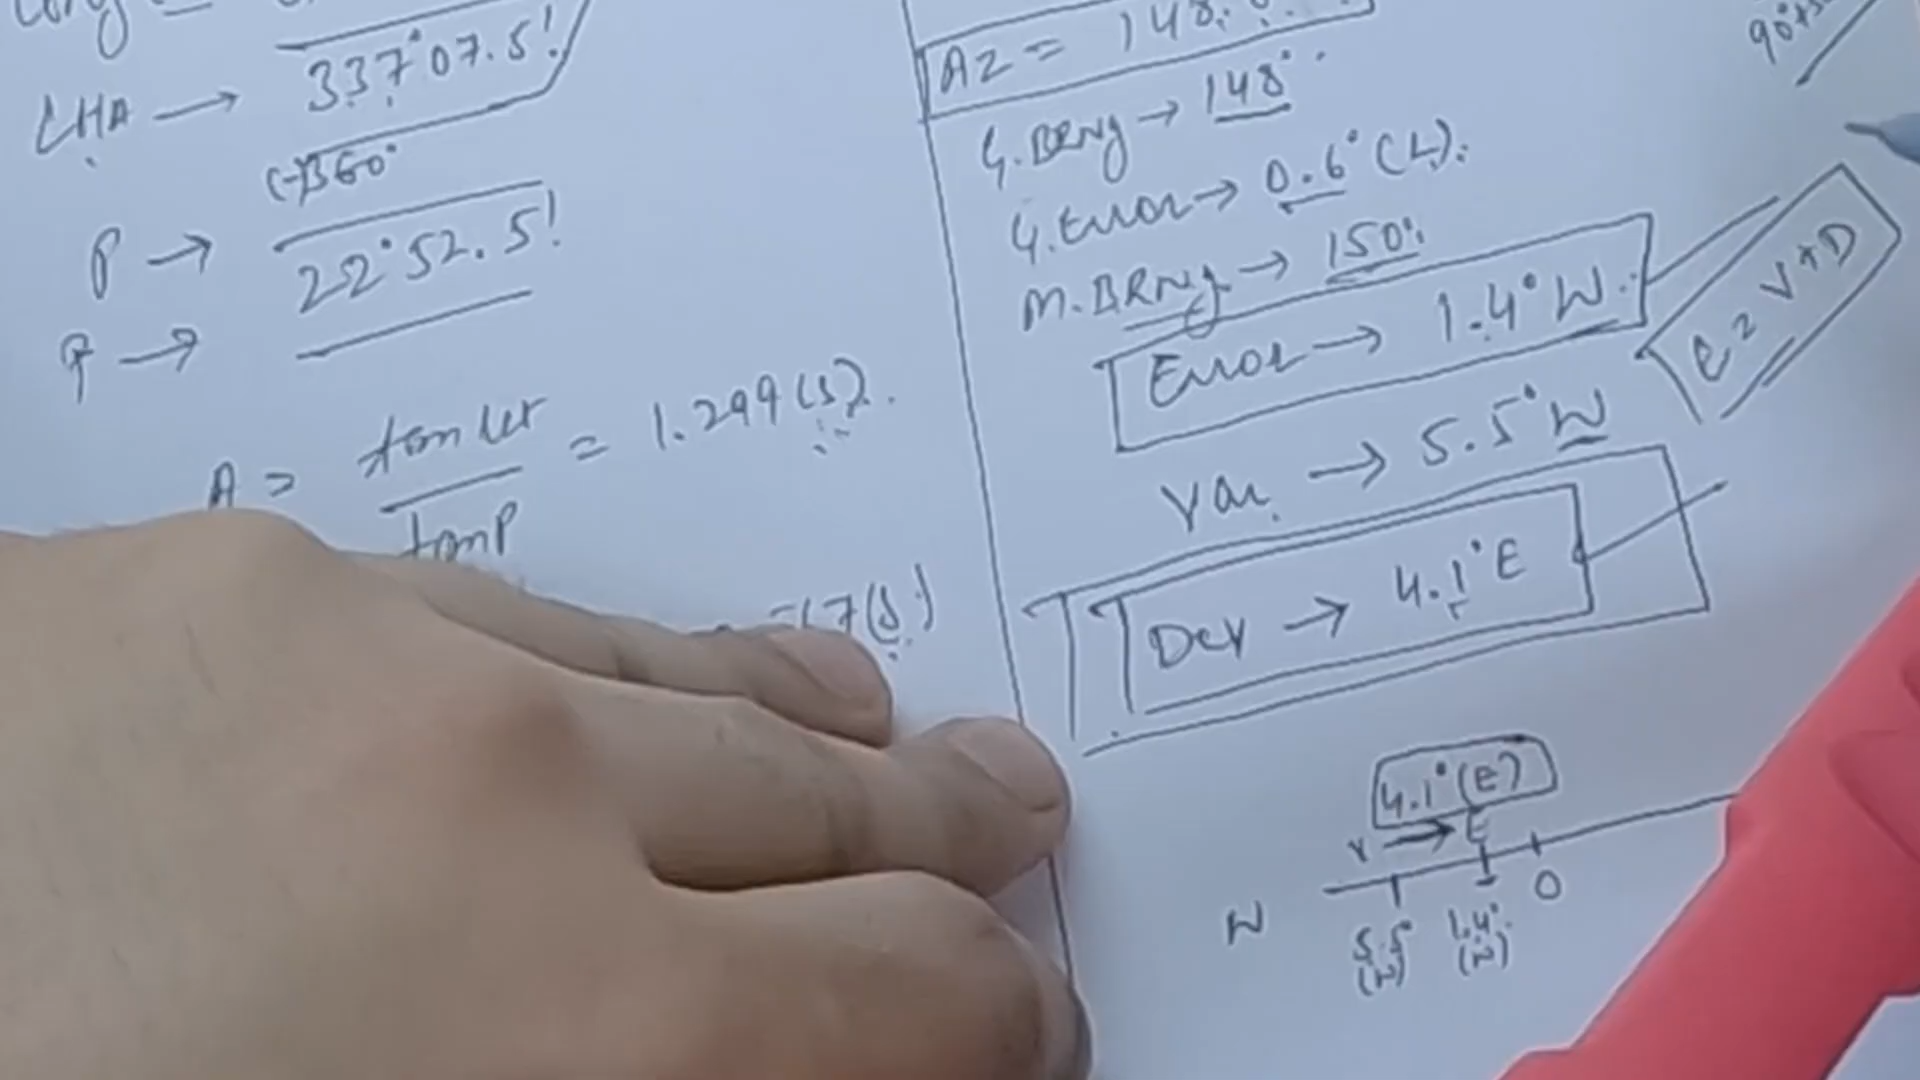 LHA → 337°07.5'
(-)360°
P → 22°52.5'
A = tan lat / tan P = 1.299 (S).
7(S)
AZ = 148.
G.BRNg → 148°
G.Error → 0.6° (L).
M.BRNg → 150°
Error → 1.4° W.
E = V + D
Var → 5.5° W
Dev → 4.1° E
4.1° (E)
V → E
W
5.5° (W)
1.4° (W)
0